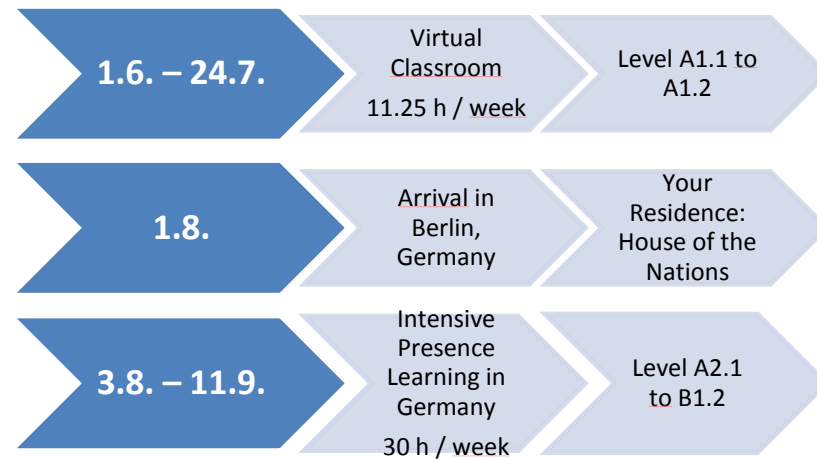 1.6. – 24.7.
Virtual
Classroom
11.25 h / week
Level A1.1 to
A1.2
1.8.
Arrival in
Berlin,
Germany
Your
Residence:
House of the
Nations
3.8. – 11.9.
Intensive
Presence
Learning in
Germany
30 h / week
Level A2.1
to B1.2